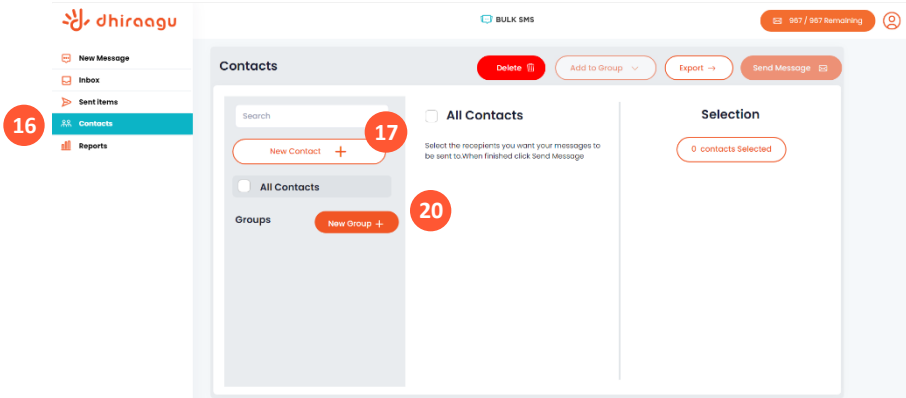 dhiraagu
BULK SMS
967 / 967 Remaining
New Message
Inbox
Sent items
16
Contacts
Reports
Contacts
Delete
Add to Group
Export →
Send Message
Search
17
New Contact +
All Contacts
Groups
New Group +
20
All Contacts
Select the recepients you want your messages to
be sent to.When finished click Send Message
Selection
0 contacts Selected